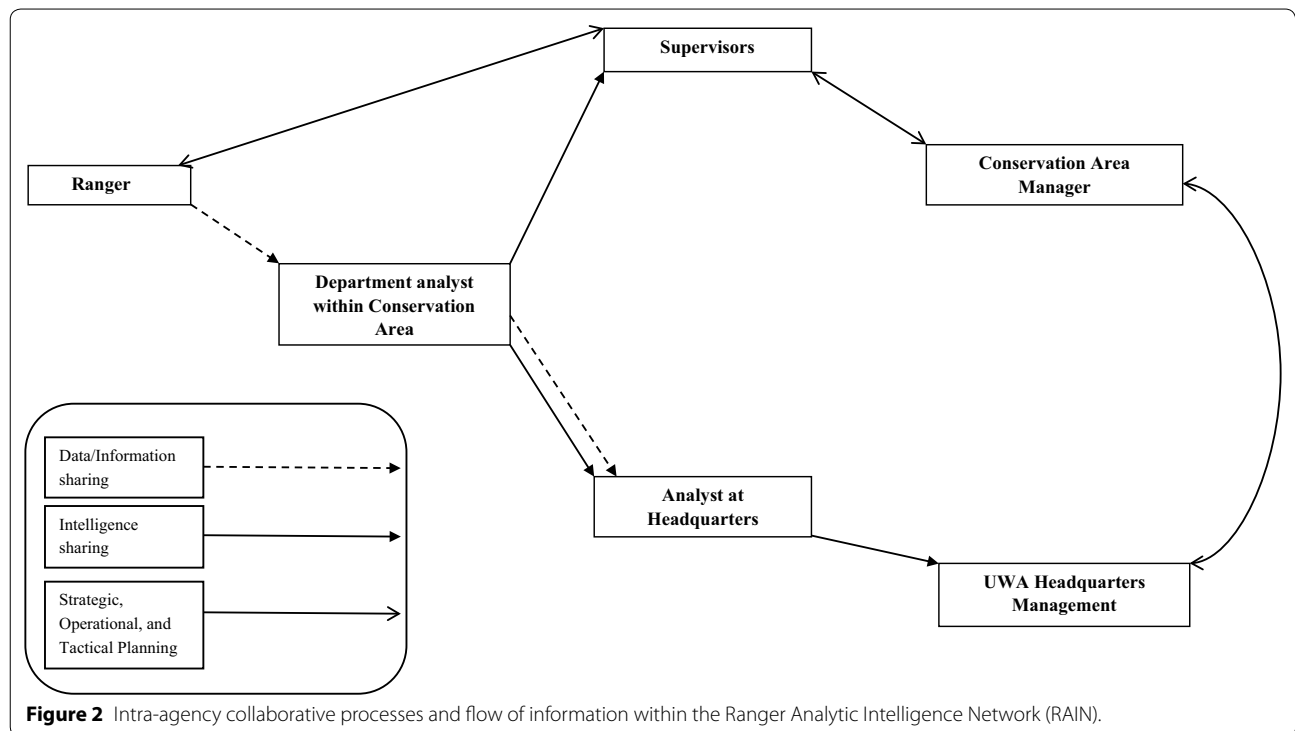 Supervisors
Ranger
Conservation Area
Manager
Department analyst
within Conservation
Area
Data/Information
sharing
Intelligence
sharing
Strategic,
Operational, and
Tactical Planning
Analyst at
Headquarters
UWA Headquarters
Management
Figure 2 Intra-agency collaborative processes and flow of information within the Ranger Analytic Intelligence Network (RAIN).